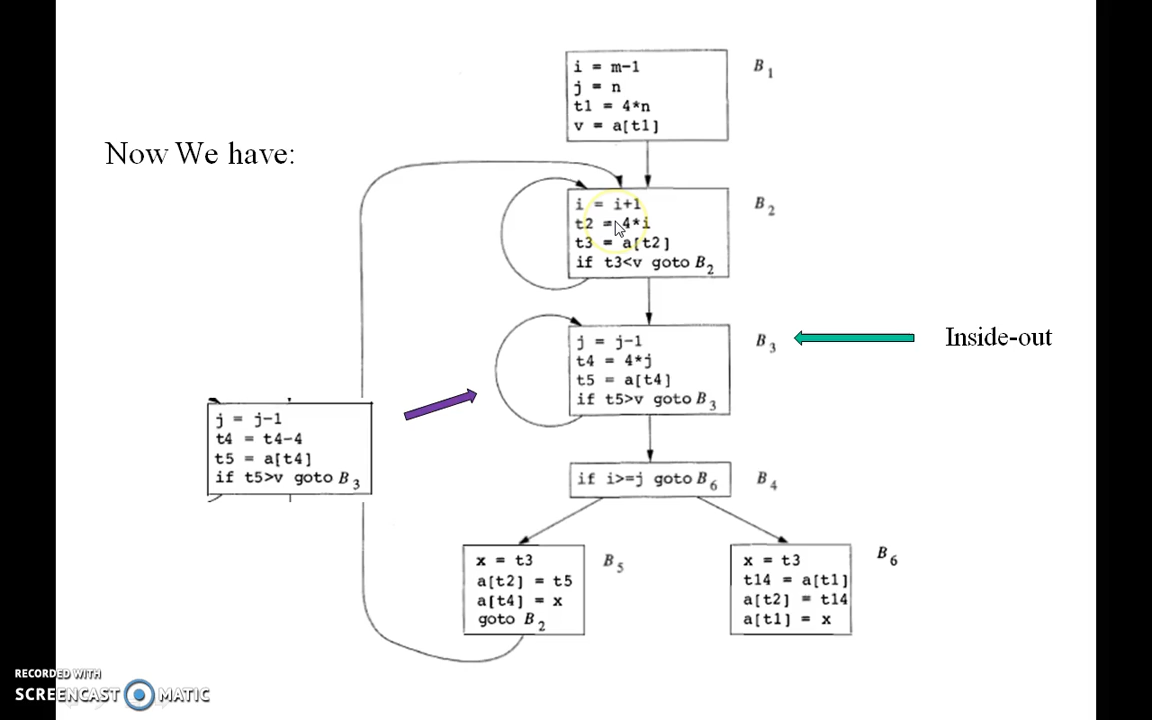 i = m-1
j = n
t1 = 4*n
v = a[t1]
B1
Now We have:
i = i+1
t2 = 4*i
t3 = a[t2]
if t3<v goto B2
B2
j = j-1
t4 = 4*j
t5 = a[t4]
if t5>v goto B3
B3
Inside-out
j = j-1
t4 = t4-4
t5 = a[t4]
if t5>v goto B3
if i>=j goto B6
B4
x = t3
a[t2] = t5
a[t4] = x
goto B2
B5
x = t3
t14 = a[t1]
a[t2] = t14
a[t1] = x
B6
RECORDED WITH
SCREENCAST MATIC